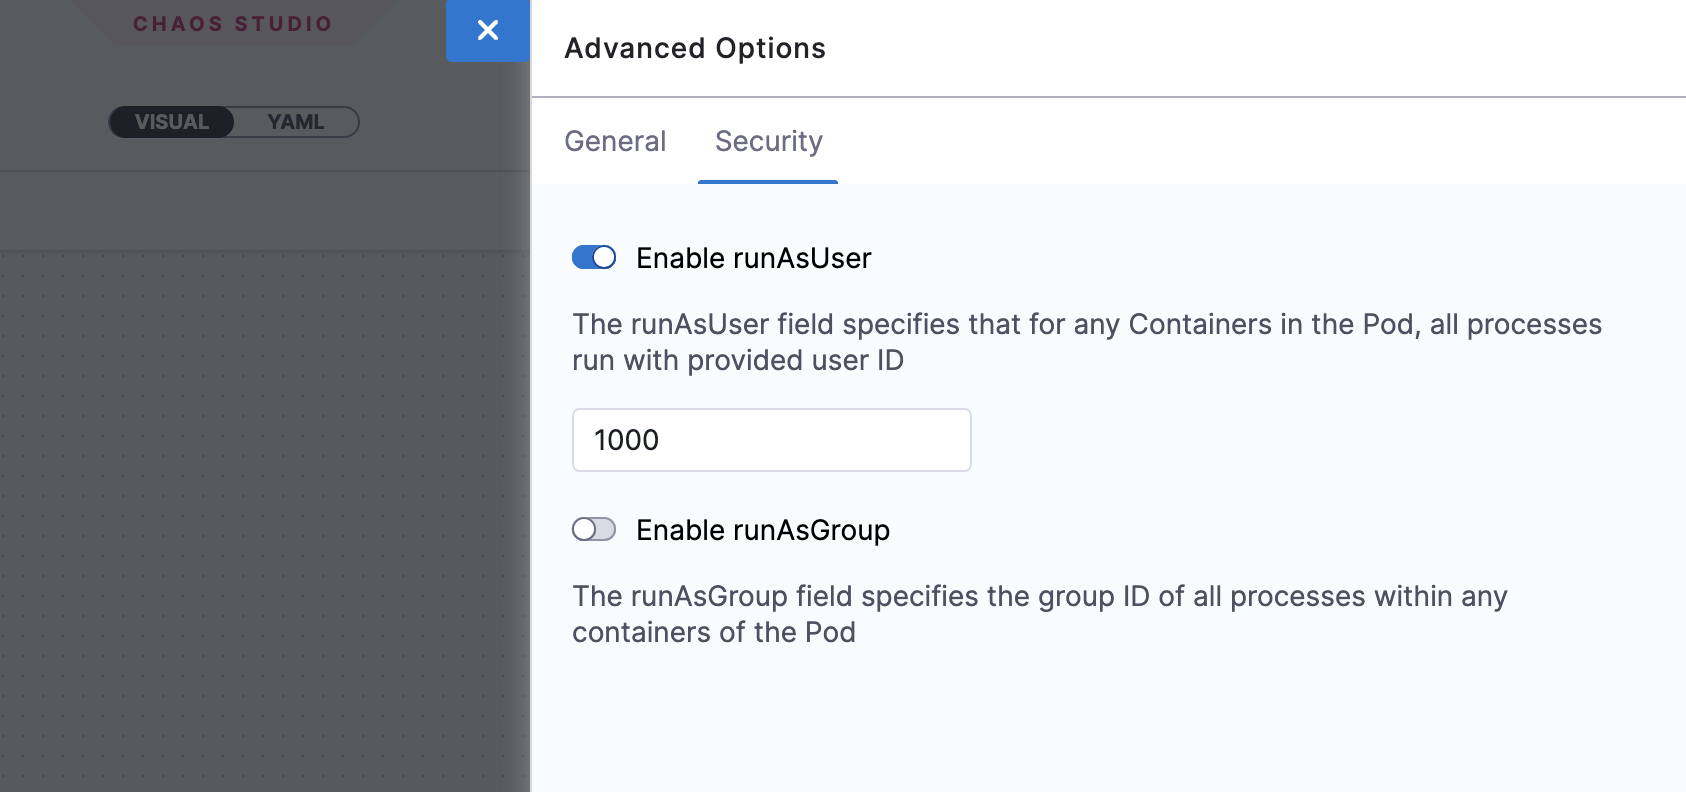 CHAOS STUDIO
VISUAL
YAML
Advanced Options
General
Security
Enable runAsUser
The runAsUser field specifies that for any Containers in the Pod, all processes
run with provided user ID
1000
Enable runAsGroup
The runAsGroup field specifies the group ID of all processes within any
containers of the Pod